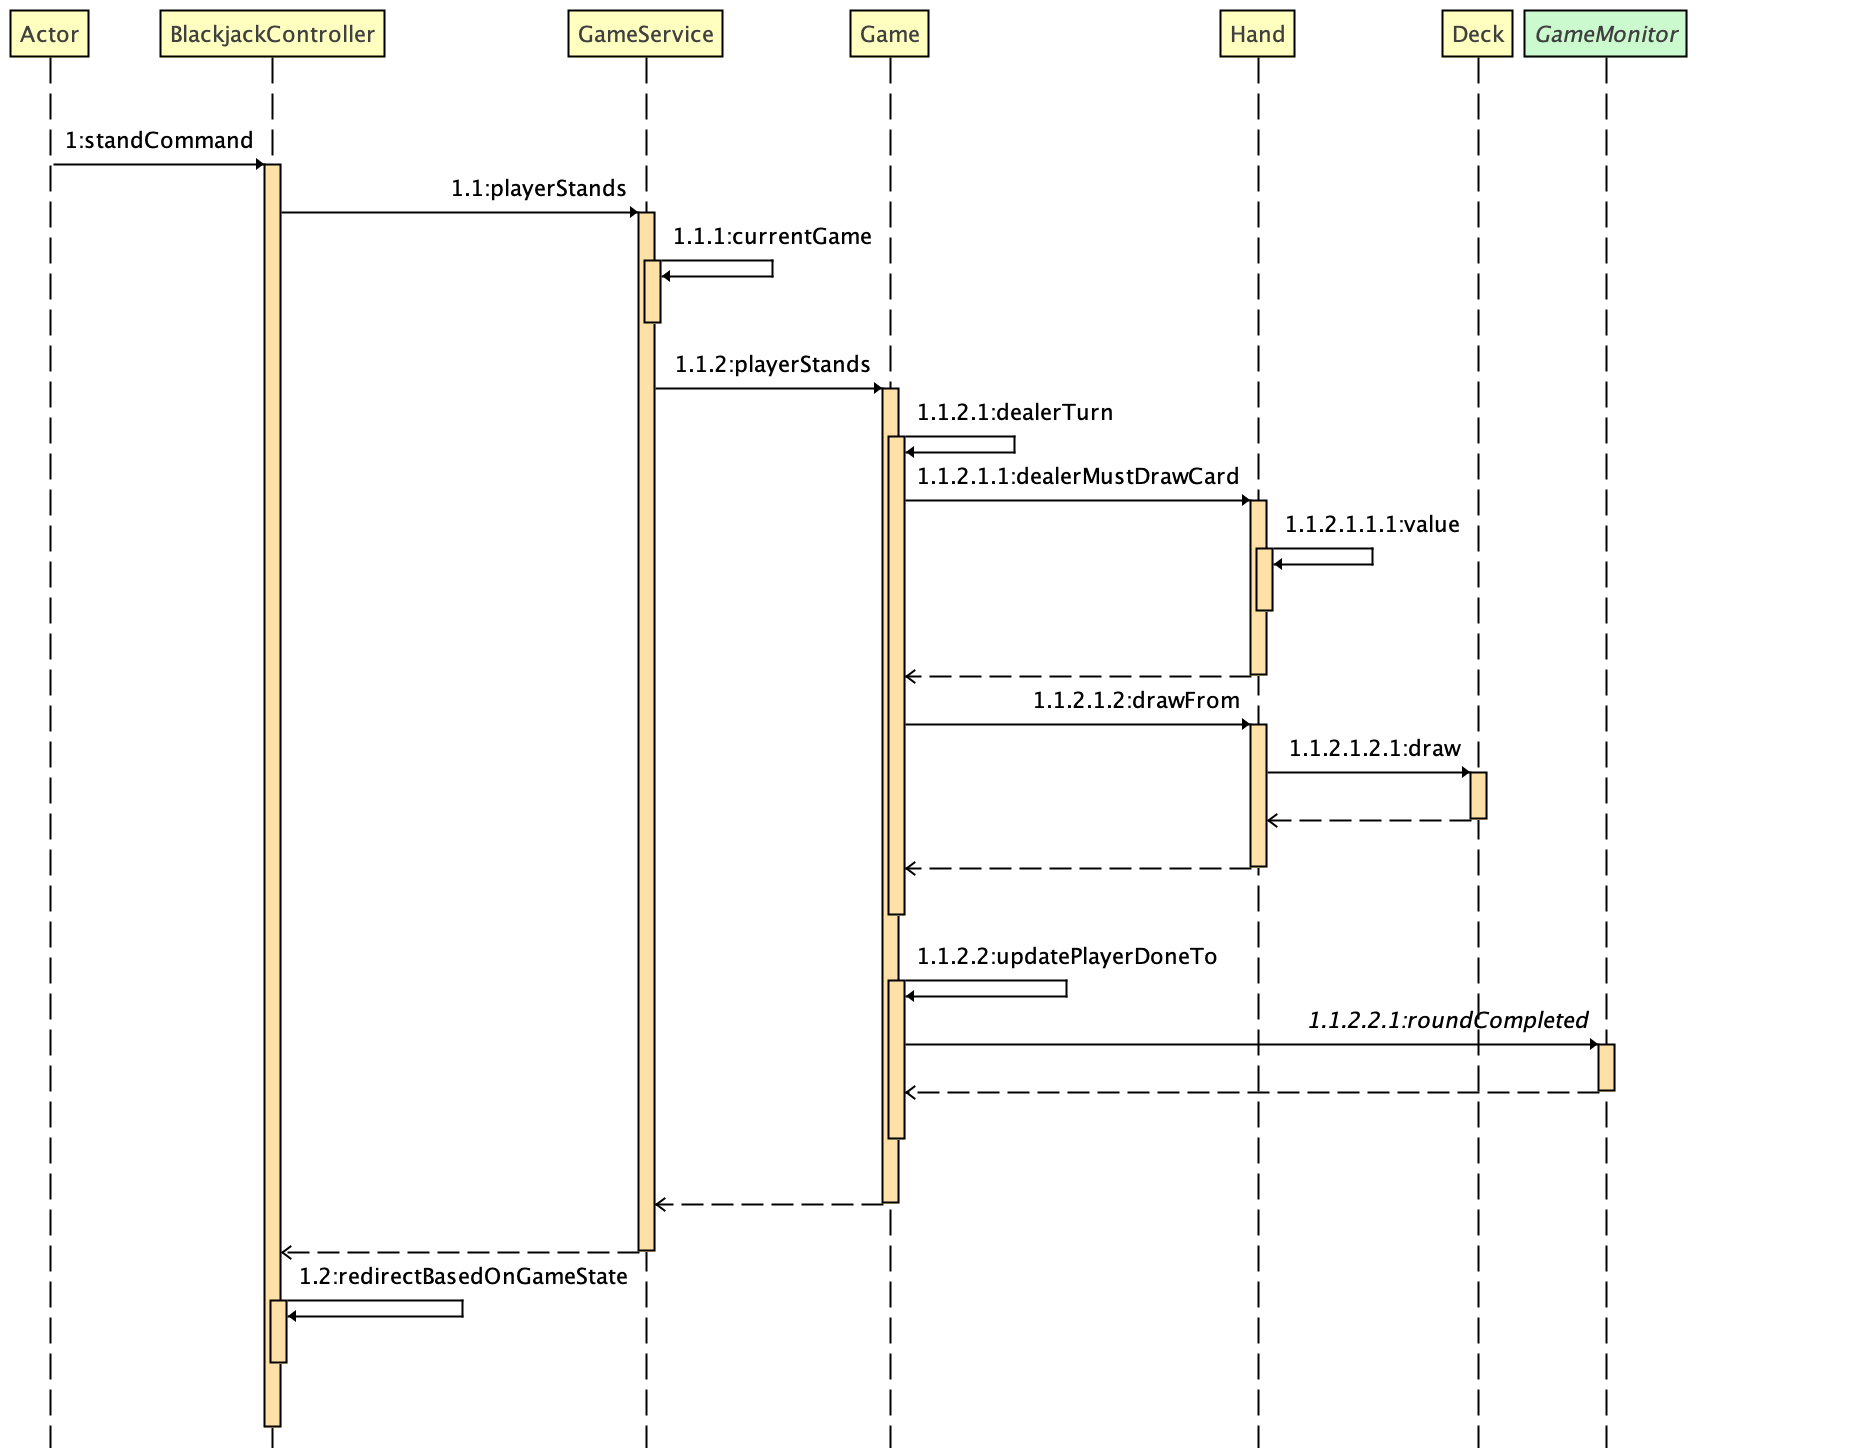 Actor
BlackjackController
GameService
Game
Hand
Deck
GameMonitor
1:standCommand
1.1:playerStands
1.1.1:currentGame
1.1.2:playerStands
1.1.2.1:dealerTurn
1.1.2.1.1:dealerMustDrawCard
1.1.2.1.1.1:value
1.1.2.1.2:drawFrom
1.1.2.1.2.1:draw
1.1.2.2:updatePlayerDoneTo
1.1.2.2.1:roundCompleted
1.2:redirectBasedOnGameState